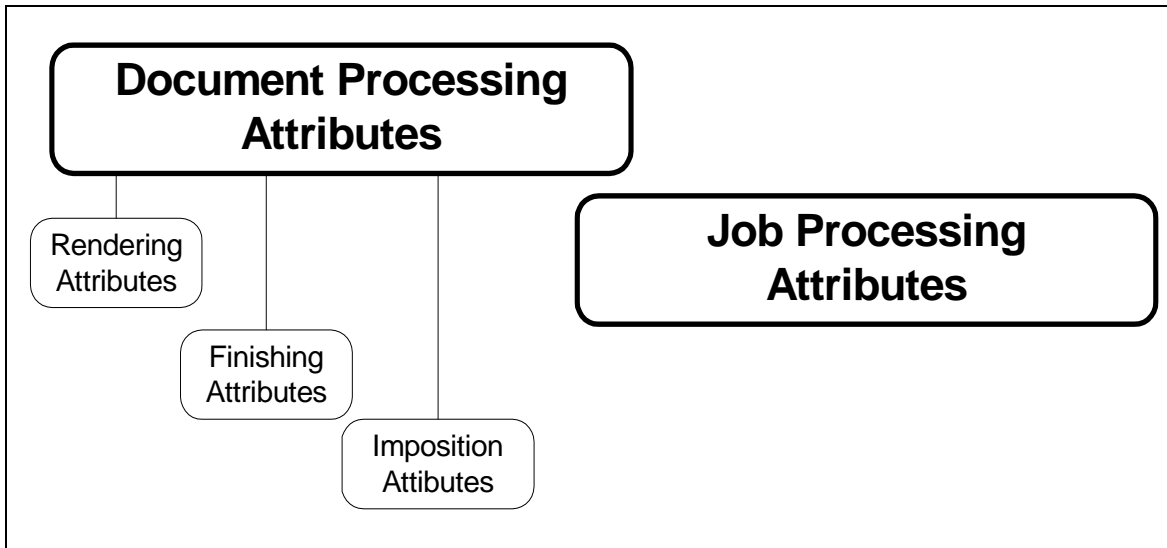 Document Processing
Attributes
Job Processing
Attributes
Rendering
Attributes
Finishing
Attributes
Imposition
Attibutes